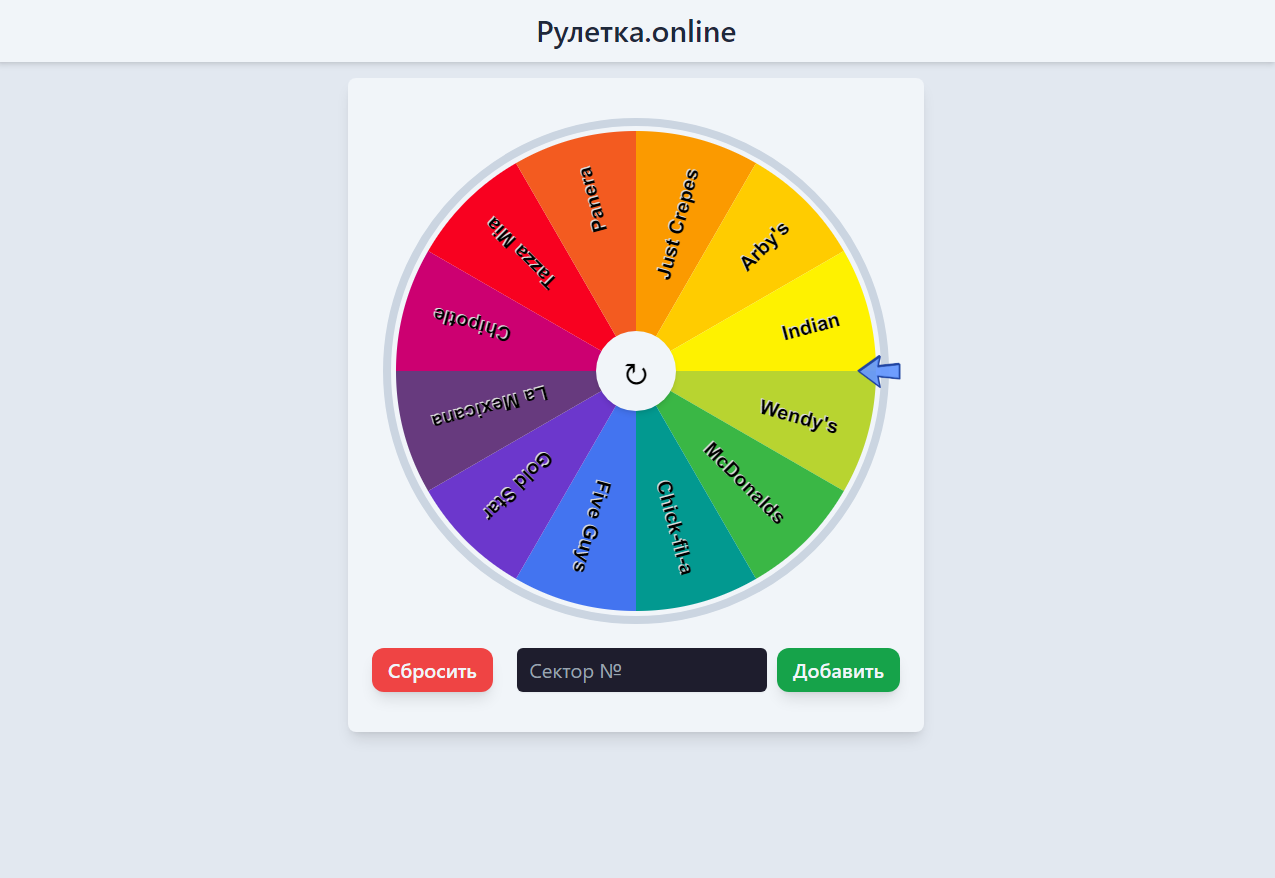 Рулетка.online
Panera
Just Crepes
Arby's
Indian
Wendy's
McDonalds
Chick-fil-a
Five Guys
Gold Star
La Mexicana
Chipotle
Tazza Mia
Сбросить
Сектор №
Добавить